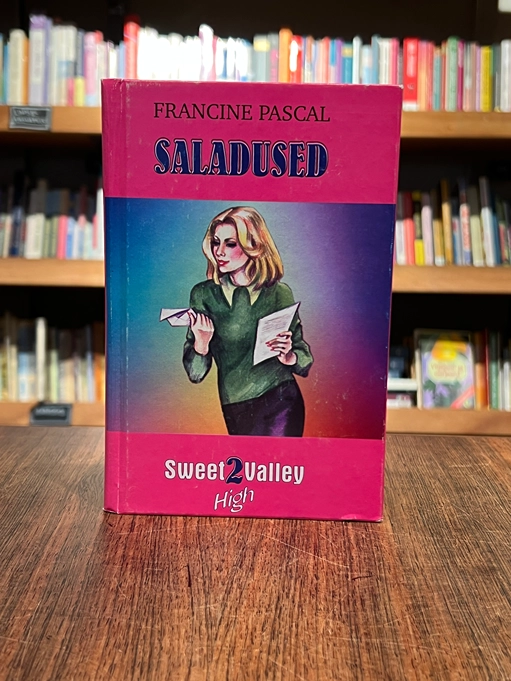 FRANCINE PASCAL
SALADUSED
Sweet 2 Valley
High